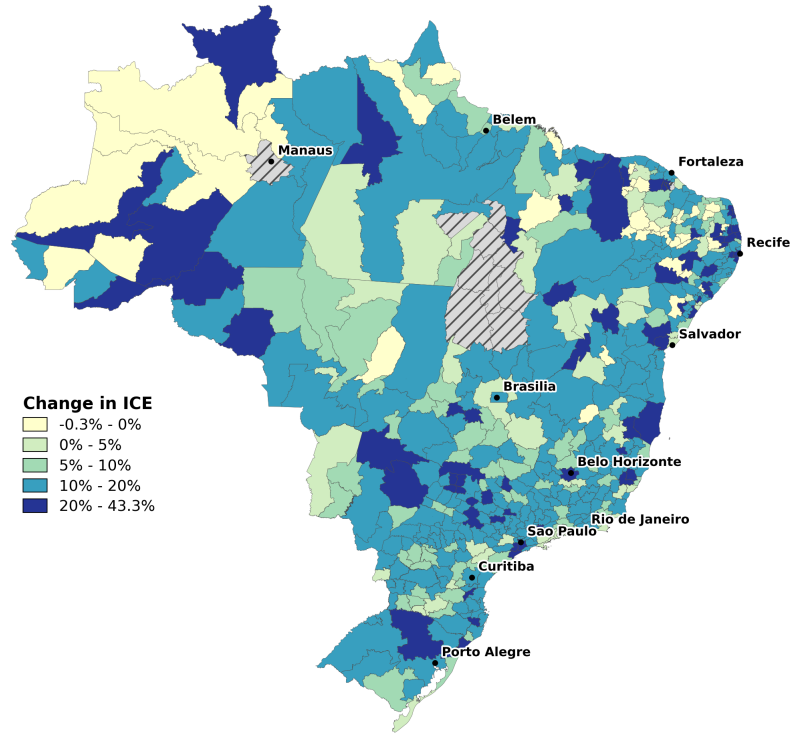 Belem
Manaus
Fortaleza
Recife
Salvador
Brasilia
Change in ICE
-0.3% - 0%
0% - 5%
5% - 10%
10% - 20%
20% - 43.3%
Belo Horizonte
Rio de Janeiro
Sao Paulo
Curitiba
Porto Alegre